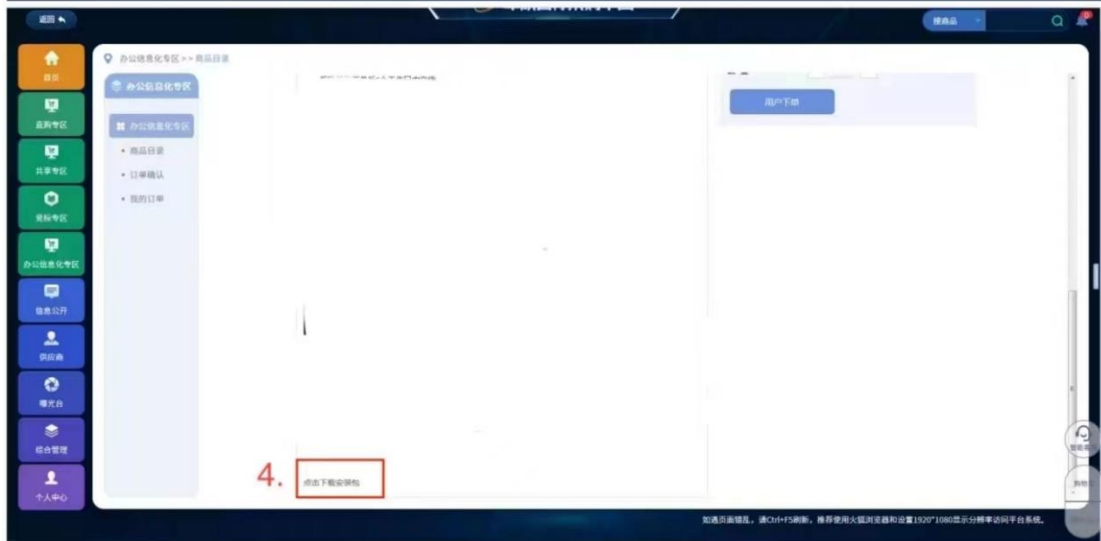 返回
搜商品
首页
办公信息化专区>>商品目录
办公信息化专区
用户下单
直购专区
办公信息化专区
商品目录
共享专区
订单确认
我的订单
竞标专区
办公信息化专区
信息公开
供应商
曝光台
综合管理
个人中心
4.
点击下载安装包
如遇页面错乱，请Ctrl+F5刷新，推荐使用火狐浏览器和设置1920*1080显示分辨率访问平台系统。